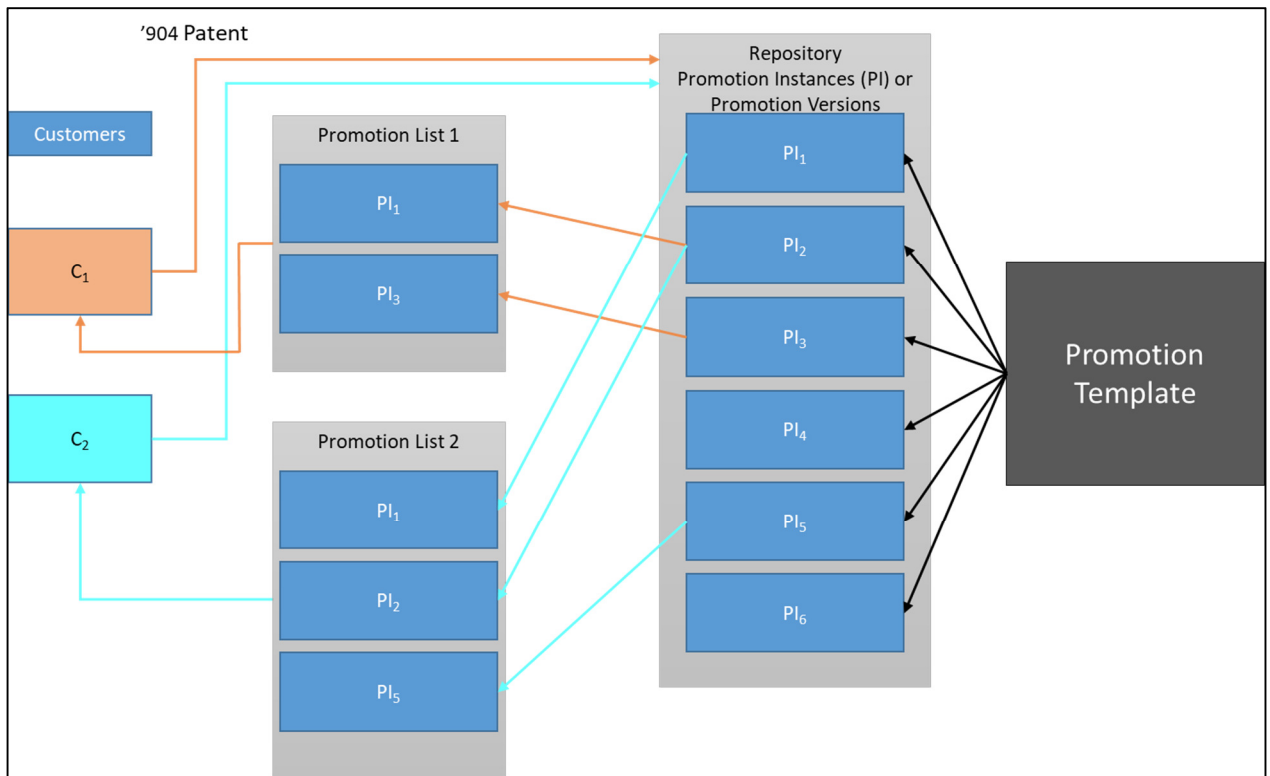 ’904 Patent
Customers
C₁
C₂
Promotion List 1
PI₁
PI₃
Promotion List 2
PI₁
PI₂
PI₅
Repository
Promotion Instances (PI) or
Promotion Versions
PI₁
PI₂
PI₃
PI₄
PI₅
PI₆
Promotion
Template